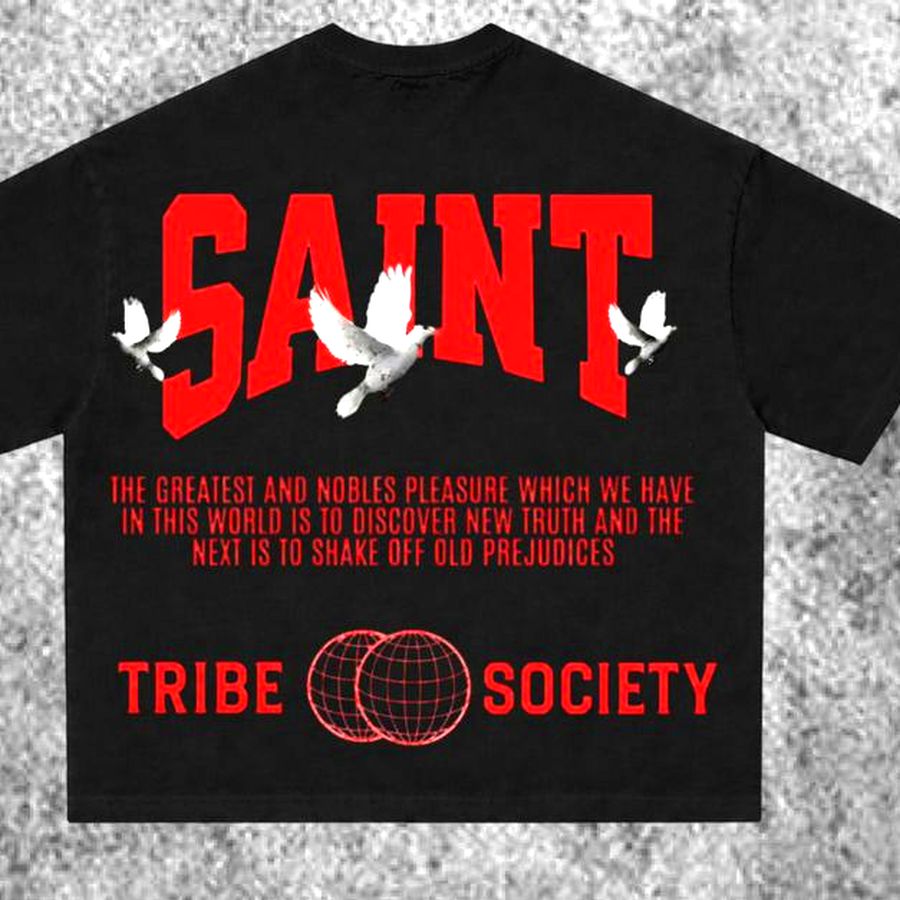 SAINT
THE GREATEST AND NOBLES PLEASURE WHICH WE HAVE
IN THIS WORLD IS TO DISCOVER NEW TRUTH AND THE
NEXT IS TO SHAKE OFF OLD PREJUDICES
TRIBE SOCIETY